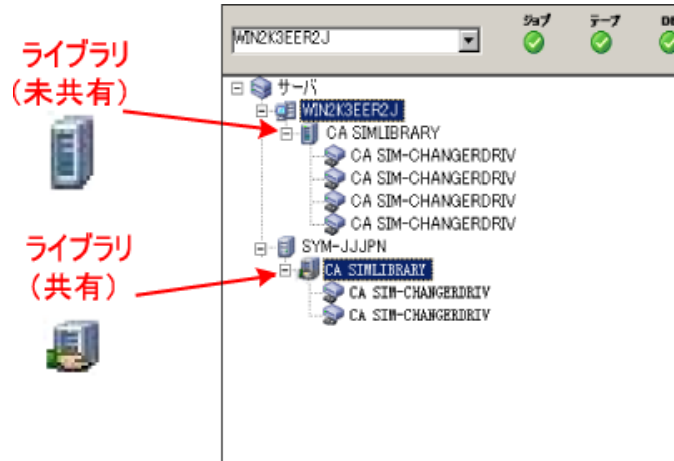 ライブラリ
（未共有）
ライブラリ
（共有）
WIN2K3EER2J
ジョブ
テープ
サーバ
WIN2K3EER2J
CA SIMLIBRARY
CA SIM-CHANGERDRIV
CA SIM-CHANGERDRIV
CA SIM-CHANGERDRIV
CA SIM-CHANGERDRIV
SYM-JJJPN
CA SIMLIBRARY
CA SIM-CHANGERDRIV
CA SIM-CHANGERDRIV